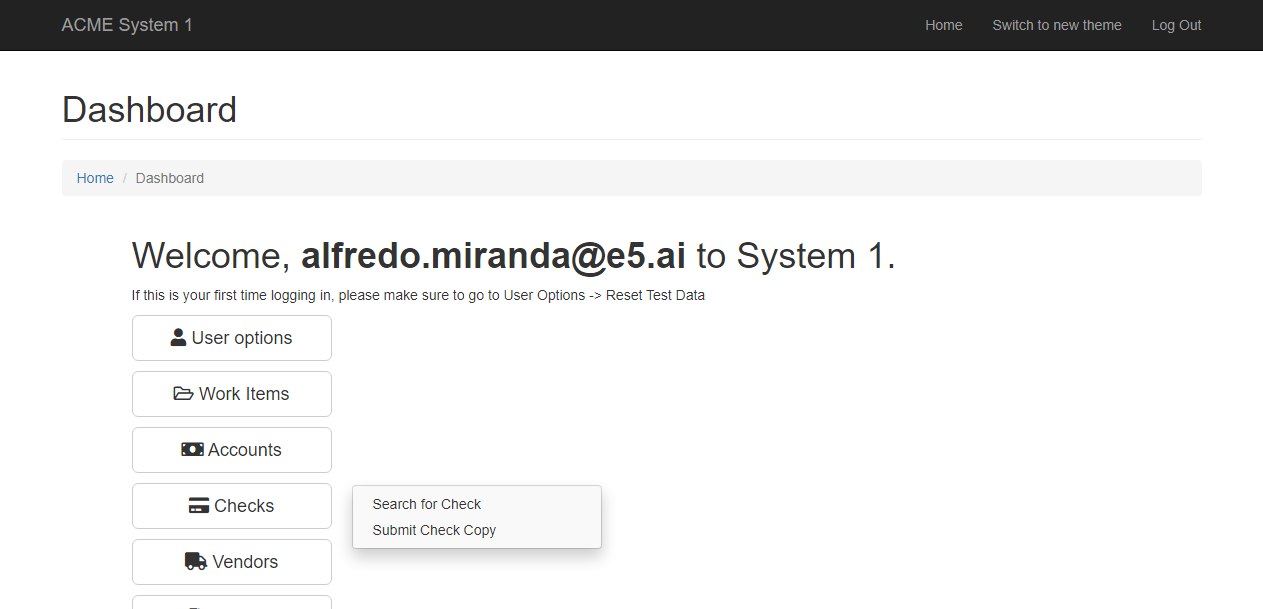 ACME System 1 Home Switch to new theme Log Out
Dashboard
Home / Dashboard
Welcome, alfredo.miranda@e5.ai to System 1.
If this is your first time logging in, please make sure to go to User Options -> Reset Test Data
User options
Work Items
Accounts
Checks
Search for Check
Submit Check Copy
Vendors